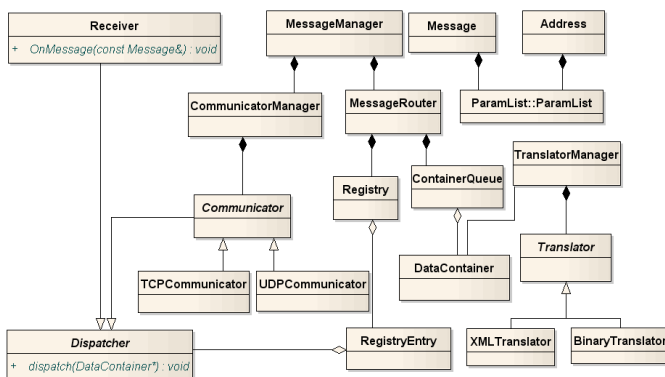 Receiver
+ OnMessage(const Message&) : void
MessageManager
Message
Address
CommunicatorManager
MessageRouter
ParamList::ParamList
TranslatorManager
Registry
ContainerQueue
Communicator
Translator
DataContainer
TCPCommunicator
UDPCommunicator
Dispatcher
+ dispatch(DataContainer*) : void
RegistryEntry
XMLTranslator
BinaryTranslator